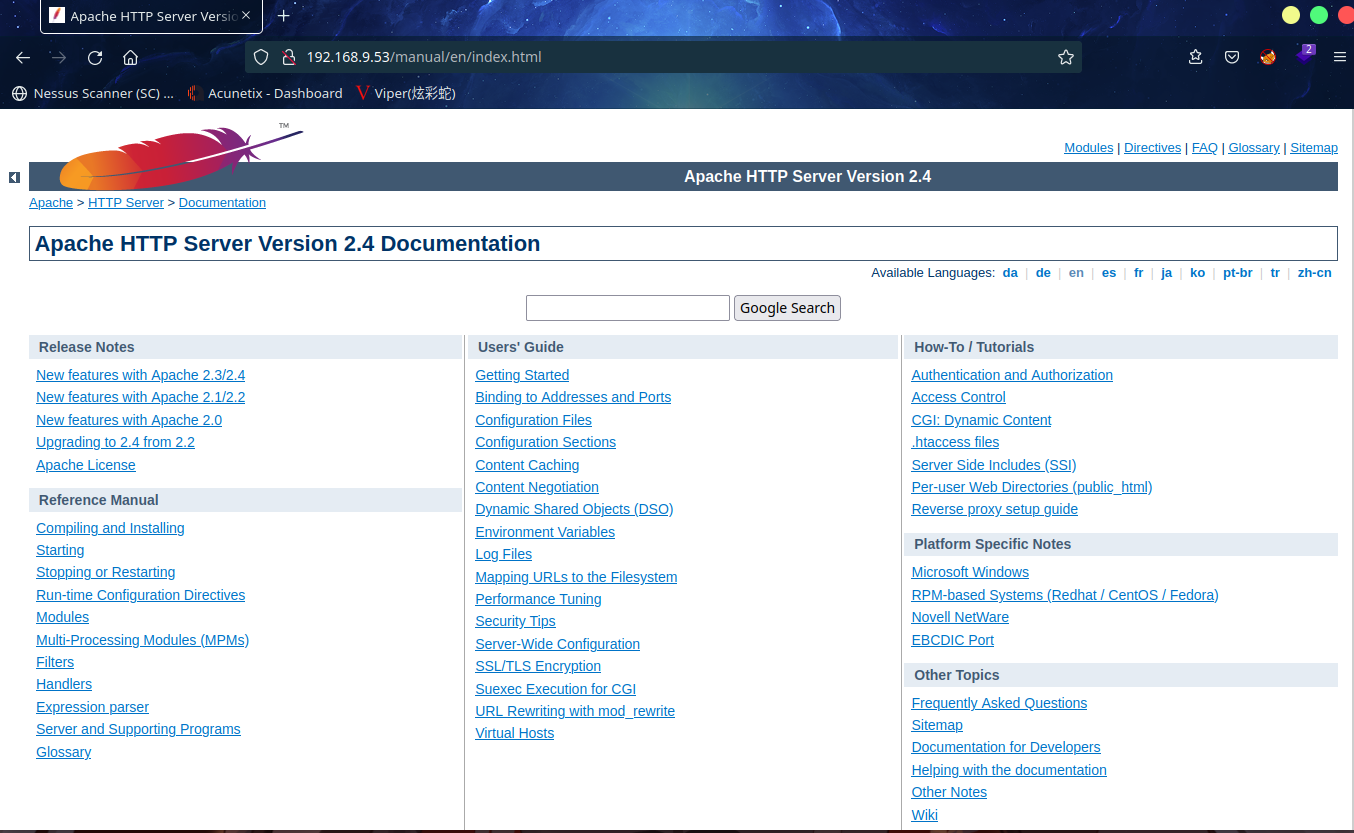 Apache HTTP Server Versio
192.168.9.53/manual/en/index.html
2
Nessus Scanner (SC) ... Acunetix - Dashboard Viper(炫彩蛇)
TM
Modules | Directives | FAQ | Glossary | Sitemap
Apache HTTP Server Version 2.4
Apache > HTTP Server > Documentation
Apache HTTP Server Version 2.4 Documentation
Available Languages: da | de | en | es | fr | ja | ko | pt-br | tr | zh-cn
Google Search
Release Notes
New features with Apache 2.3/2.4
New features with Apache 2.1/2.2
New features with Apache 2.0
Upgrading to 2.4 from 2.2
Apache License
Reference Manual
Compiling and Installing
Starting
Stopping or Restarting
Run-time Configuration Directives
Modules
Multi-Processing Modules (MPMs)
Filters
Handlers
Expression parser
Server and Supporting Programs
Glossary
Users' Guide
Getting Started
Binding to Addresses and Ports
Configuration Files
Configuration Sections
Content Caching
Content Negotiation
Dynamic Shared Objects (DSO)
Environment Variables
Log Files
Mapping URLs to the Filesystem
Performance Tuning
Security Tips
Server-Wide Configuration
SSL/TLS Encryption
Suexec Execution for CGI
URL Rewriting with mod_rewrite
Virtual Hosts
How-To / Tutorials
Authentication and Authorization
Access Control
CGI: Dynamic Content
.htaccess files
Server Side Includes (SSI)
Per-user Web Directories (public_html)
Reverse proxy setup guide
Platform Specific Notes
Microsoft Windows
RPM-based Systems (Redhat / CentOS / Fedora)
Novell NetWare
EBCDIC Port
Other Topics
Frequently Asked Questions
Sitemap
Documentation for Developers
Helping with the documentation
Other Notes
Wiki